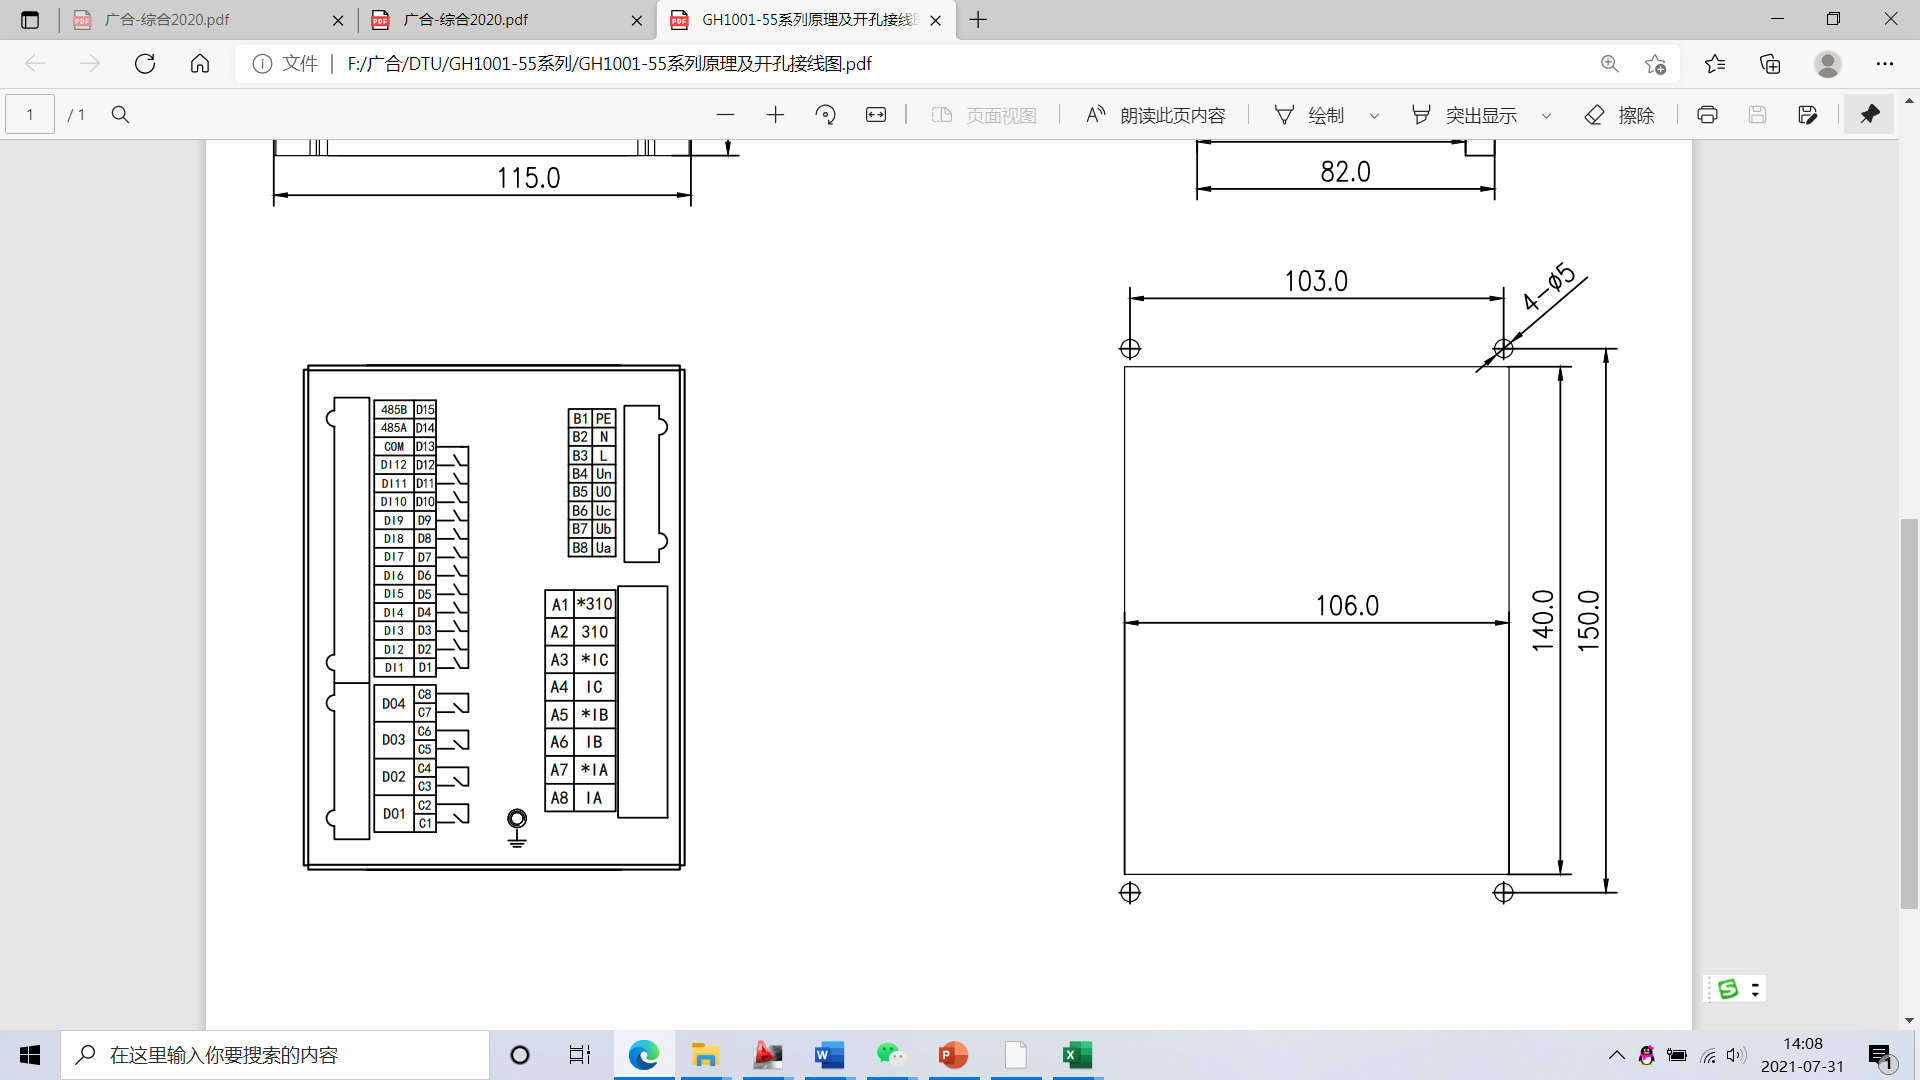 广合-综合2020.pdf
广合-综合2020.pdf
GH1001-55系列原理及开孔接线
文件
F:/广合/DTU/GH1001-55系列/GH1001-55系列原理及开孔接线图.pdf
1
/ 1
页面视图
朗读此页内容
绘制
突出显示
擦除
115.0
82.0
103.0
4-ø5
485B D15
485A D14
COM D13
DI12 D12
DI11 D11
DI10 D10
DI9 D9
DI8 D8
DI7 D7
DI6 D6
DI5 D5
DI4 D4
DI3 D3
DI2 D2
DI1 D1
DO4 C8
C7
DO3 C6
C5
DO2 C4
C3
DO1 C2
C1
B1 PE
B2 N
B3 L
B4 Un
B5 U0
B6 Uc
B7 Ub
B8 Ua
A1 *310
A2 310
A3 *IC
A4 IC
A5 *IB
A6 IB
A7 *IA
A8 IA
106.0
140.0
150.0
在这里输入你要搜索的内容
14:08
2021-07-31
1